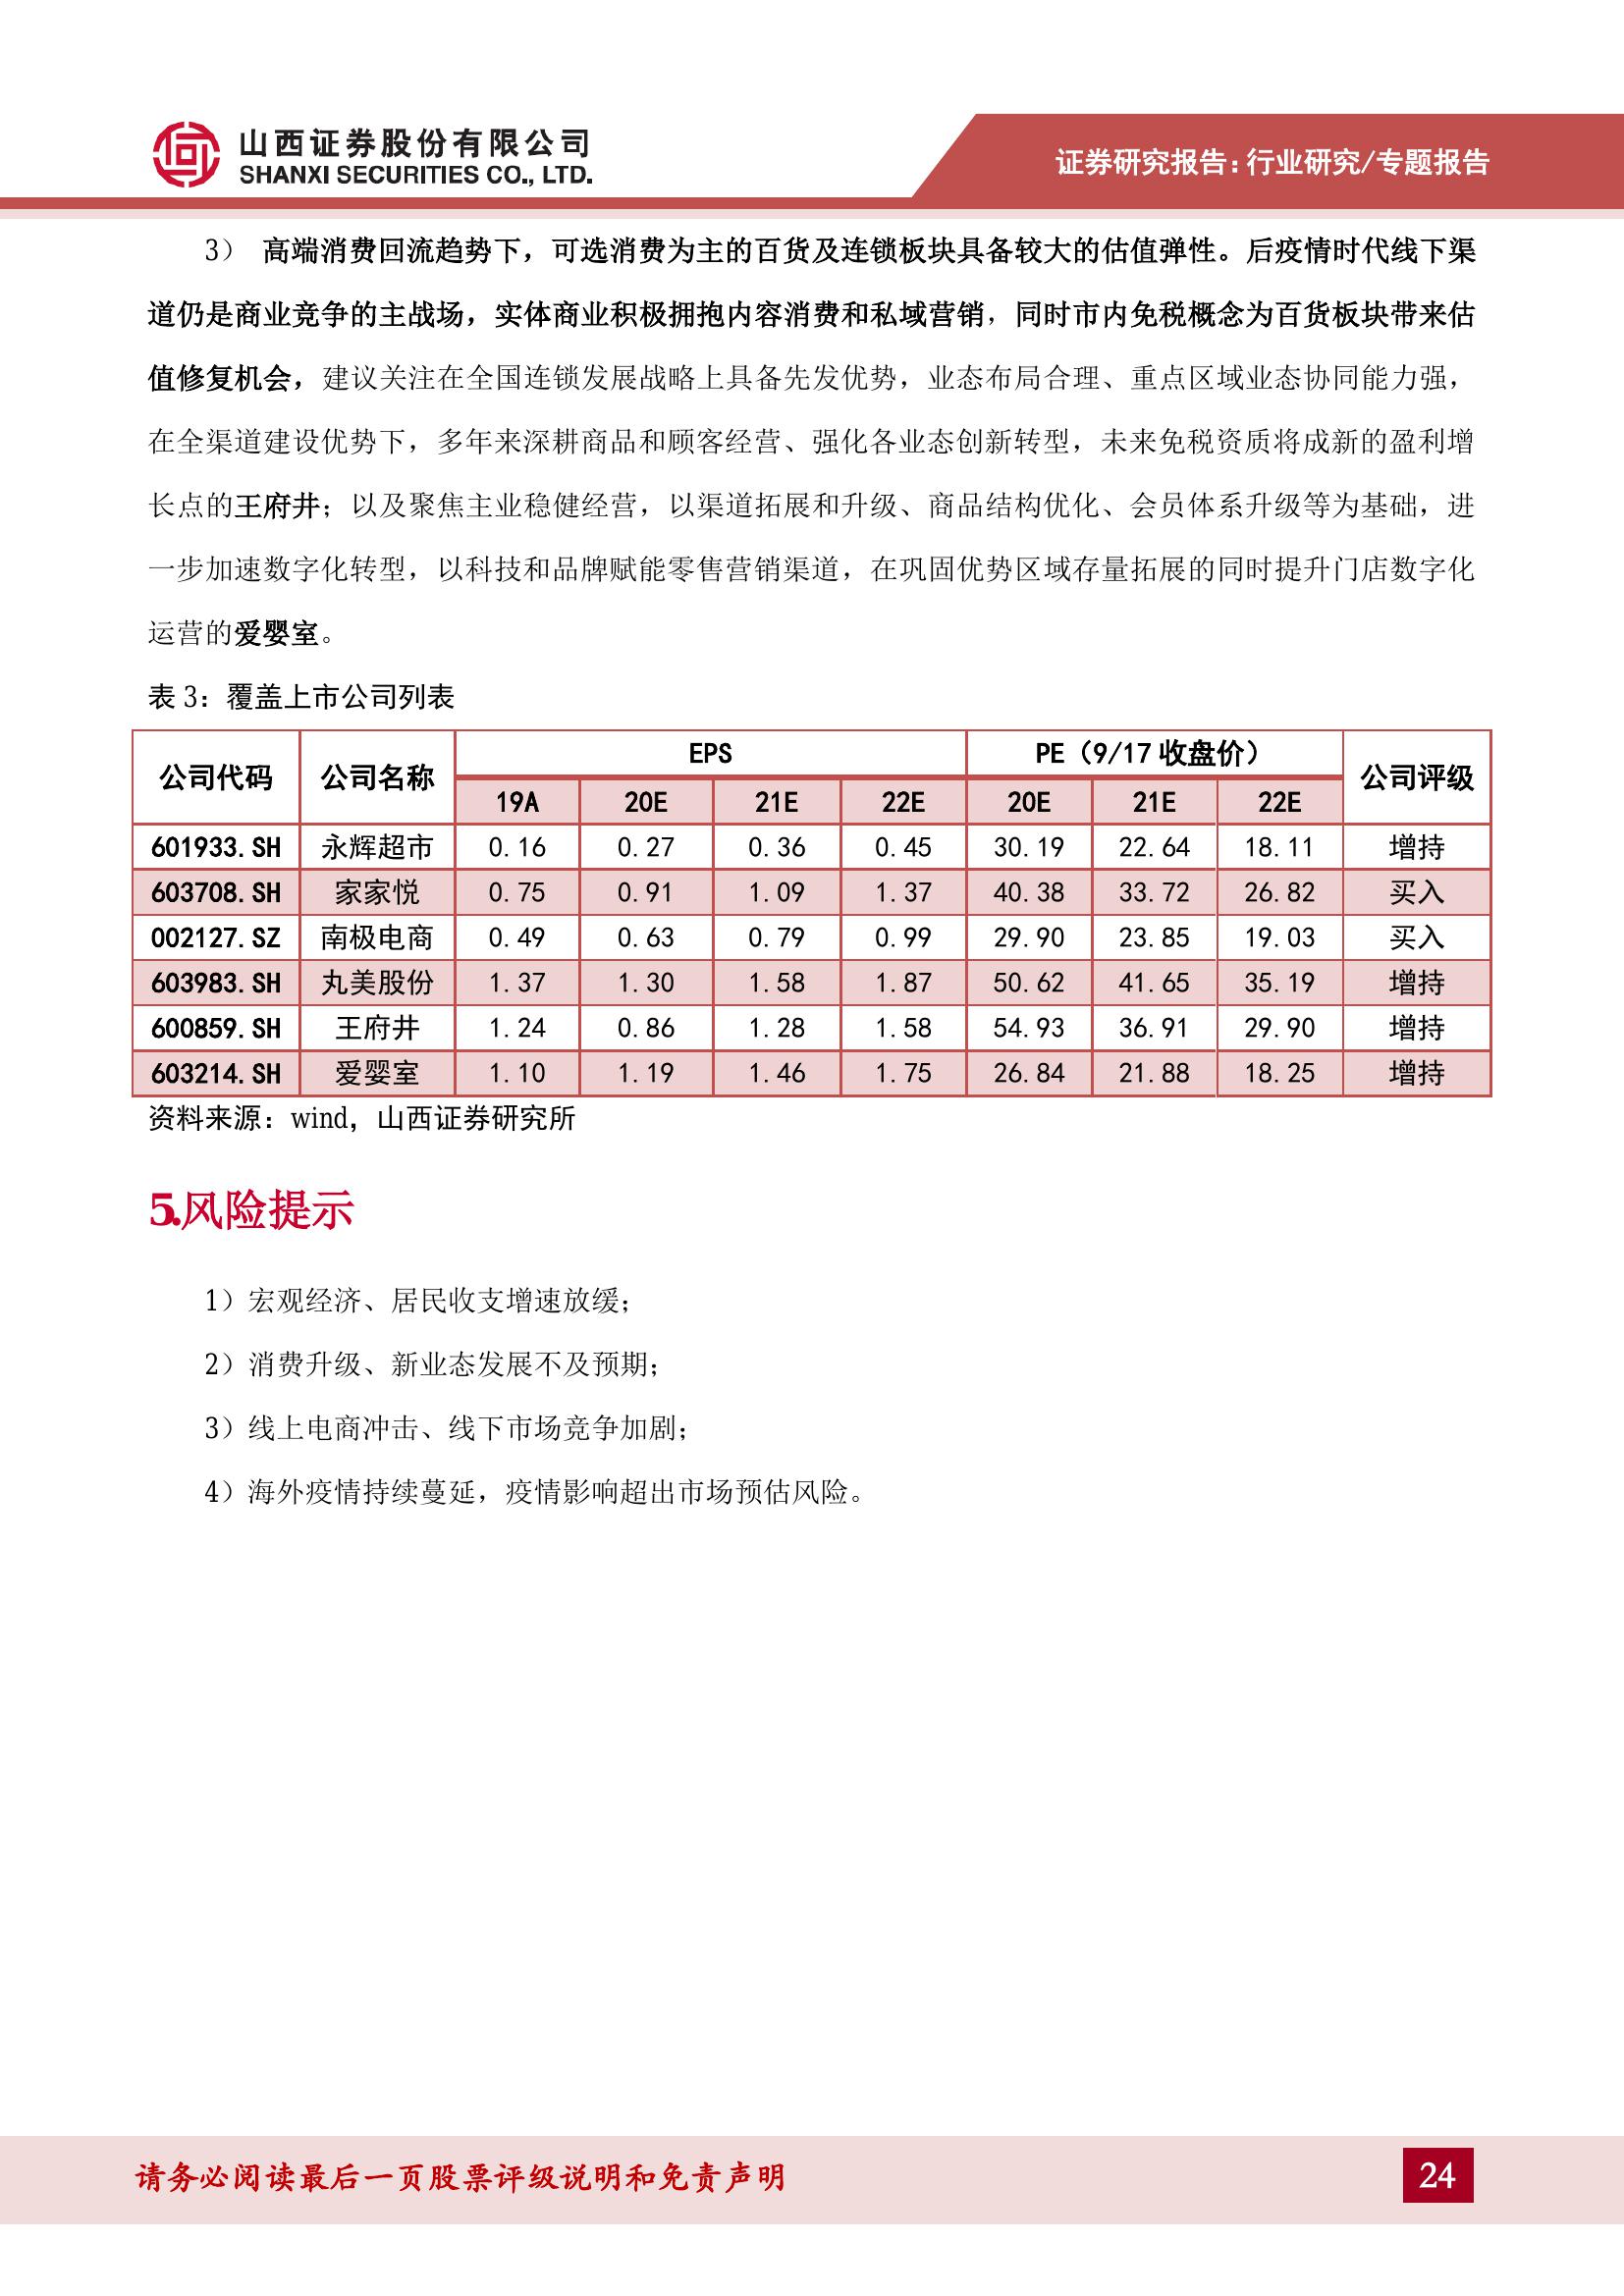 山西证券股份有限公司
SHANXI SECURITIES CO., LTD.
证券研究报告:行业研究/专题报告
3） 高端消费回流趋势下，可选消费为主的百货及连锁板块具备较大的估值弹性。后疫情时代线下渠
道仍是商业竞争的主战场，实体商业积极拥抱内容消费和私域营销，同时市内免税概念为百货板块带来估
值修复机会，建议关注在全国连锁发展战略上具备先发优势，业态布局合理、重点区域业态协同能力强，
在全渠道建设优势下，多年来深耕商品和顾客经营、强化各业态创新转型，未来免税资质将成新的盈利增
长点的王府井；以及聚焦主业稳健经营，以渠道拓展和升级、商品结构优化、会员体系升级等为基础，进
一步加速数字化转型，以科技和品牌赋能零售营销渠道，在巩固优势区域存量拓展的同时提升门店数字化
运营的爱婴室。
表 3：覆盖上市公司列表
公司代码 公司名称 EPS PE（9/17 收盘价） 公司评级
19A 20E 21E 22E 20E 21E 22E
601933.SH 永辉超市 0.16 0.27 0.36 0.45 30.19 22.64 18.11 增持
603708.SH 家家悦 0.75 0.91 1.09 1.37 40.38 33.72 26.82 买入
002127.SZ 南极电商 0.49 0.63 0.79 0.99 29.90 23.85 19.03 买入
603983.SH 丸美股份 1.37 1.30 1.58 1.87 50.62 41.65 35.19 增持
600859.SH 王府井 1.24 0.86 1.28 1.58 54.93 36.91 29.90 增持
603214.SH 爱婴室 1.10 1.19 1.46 1.75 26.84 21.88 18.25 增持
资料来源：wind，山西证券研究所
5.风险提示
1）宏观经济、居民收支增速放缓；
2）消费升级、新业态发展不及预期；
3）线上电商冲击、线下市场竞争加剧；
4）海外疫情持续蔓延，疫情影响超出市场预估风险。
请务必阅读最后一页股票评级说明和免责声明
24